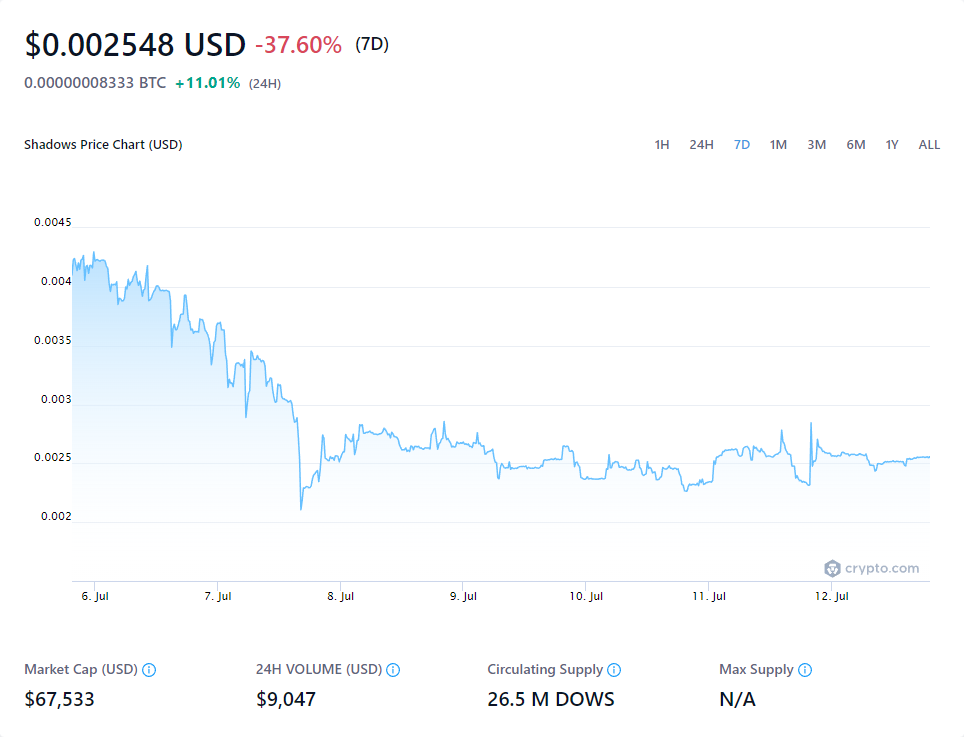 $0.002548 USD -37.60% (7D)
0.00000008333 BTC +11.01% (24H)
Shadows Price Chart (USD) 1H 24H 7D 1M 3M 6M 1Y ALL
0.0045
0.004
0.0035
0.003
0.0025
0.002
crypto.com
6. Jul 7. Jul 8. Jul 9. Jul 10. Jul 11. Jul 12. Jul
Market Cap (USD) 24H VOLUME (USD) Circulating Supply Max Supply
$67,533 $9,047 26.5 M DOWS N/A